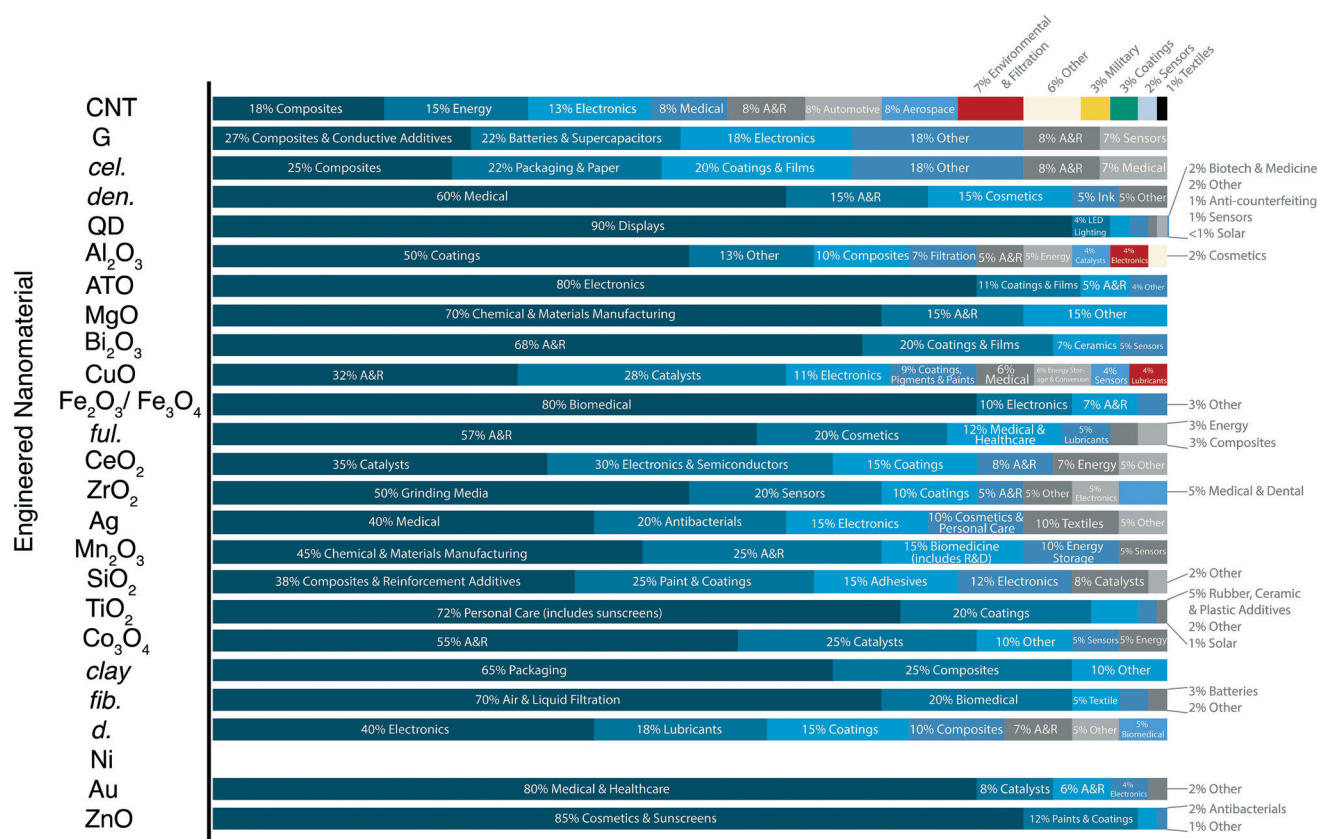 7% Environmental
& Filtration
6% Other
3% Military
3% Coatings
2% Sensors
1% Textiles
Engineered Nanomaterial
CNT
18% Composites
15% Energy
13% Electronics
8% Medical
8% A&R
8% Automotive
8% Aerospace
G
27% Composites & Conductive Additives
22% Batteries & Supercapacitors
18% Electronics
18% Other
8% A&R
7% Sensors
cel.
25% Composites
22% Packaging & Paper
20% Coatings & Films
18% Other
8% A&R
7% Medical
den.
60% Medical
15% A&R
15% Cosmetics
5% Ink
5% Other
QD
90% Displays
4% LED
Lighting
2% Biotech & Medicine
2% Other
1% Anti-counterfeiting
1% Sensors
<1% Solar
Al2O3
50% Coatings
13% Other
10% Composites
7% Filtration
5% A&R
5% Energy
4%
Catalysts
4%
Electronics
2% Cosmetics
ATO
80% Electronics
11% Coatings & Films
5% A&R
4% Other
MgO
70% Chemical & Materials Manufacturing
15% A&R
15% Other
Bi2O3
68% A&R
20% Coatings & Films
7% Ceramics
5% Sensors
CuO
32% A&R
28% Catalysts
11% Electronics
9% Coatings,
Pigments & Paints
6%
Medical
6% Energy Stor-
age & Conversion
4%
Sensors
4%
Lubricants
Fe2O3/ Fe3O4
80% Biomedical
10% Electronics
7% A&R
3% Other
ful.
57% A&R
20% Cosmetics
12% Medical &
Healthcare
5%
Lubricants
3% Energy
3% Composites
CeO2
35% Catalysts
30% Electronics & Semiconductors
15% Coatings
8% A&R
7% Energy
5% Other
ZrO2
50% Grinding Media
20% Sensors
10% Coatings
5% A&R
5% Other
5%
Electronics
5% Medical & Dental
Ag
40% Medical
20% Antibacterials
15% Electronics
10% Cosmetics &
Personal Care
10% Textiles
5% Other
Mn2O3
45% Chemical & Materials Manufacturing
25% A&R
15% Biomedicine
(includes R&D)
10% Energy
Storage
5% Sensors
SiO2
38% Composites & Reinforcement Additives
25% Paint & Coatings
15% Adhesives
12% Electronics
8% Catalysts
2% Other
TiO2
72% Personal Care (includes sunscreens)
20% Coatings
5% Rubber, Ceramic
& Plastic Additives
2% Other
1% Solar
Co3O4
55% A&R
25% Catalysts
10% Other
5% Sensors
5% Energy
clay
65% Packaging
25% Composites
10% Other
fib.
70% Air & Liquid Filtration
20% Biomedical
5% Textile
3% Batteries
2% Other
d.
40% Electronics
18% Lubricants
15% Coatings
10% Composites
7% A&R
5% Other
5%
Biomedical
Ni
Au
80% Medical & Healthcare
8% Catalysts
6% A&R
4%
Electronics
2% Other
ZnO
85% Cosmetics & Sunscreens
12% Paints & Coatings
2% Antibacterials
1% Other